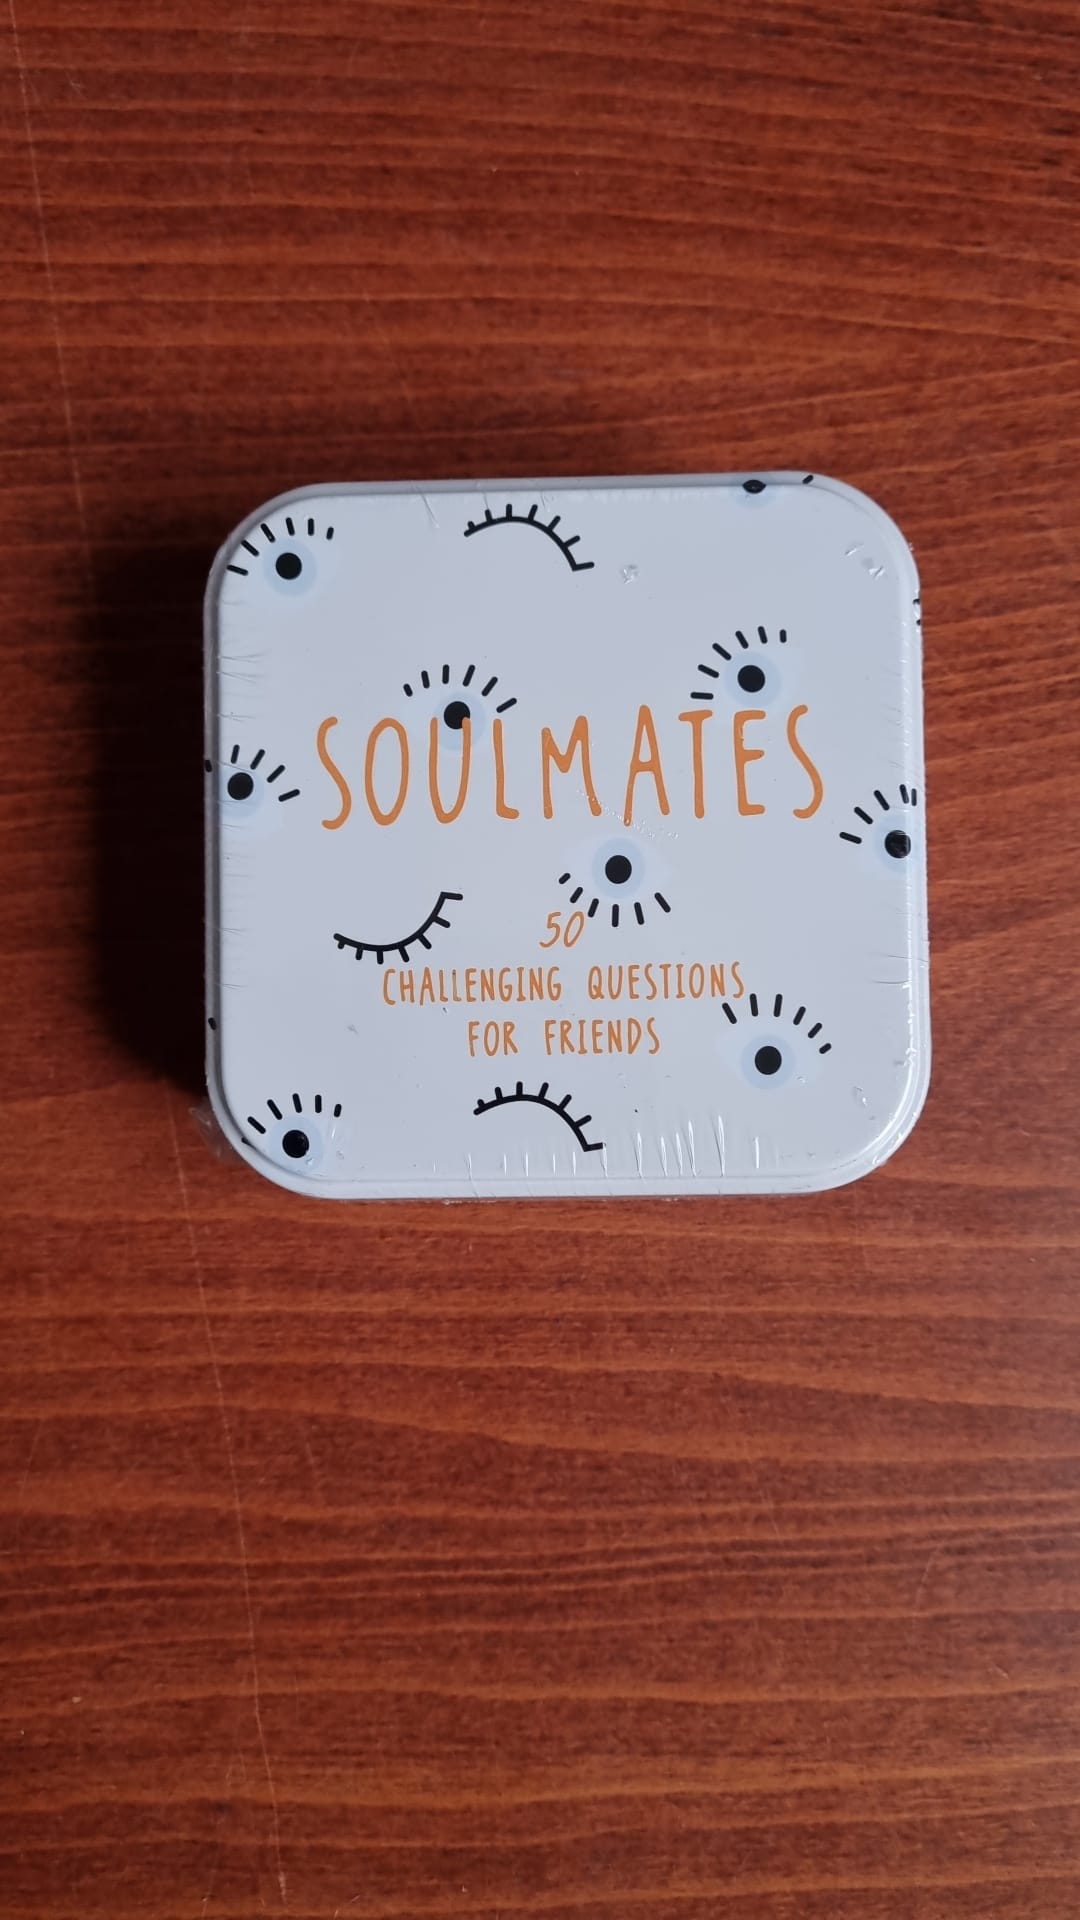 SOULMATES
50
CHALLENGING QUESTIONS
FOR FRIENDS